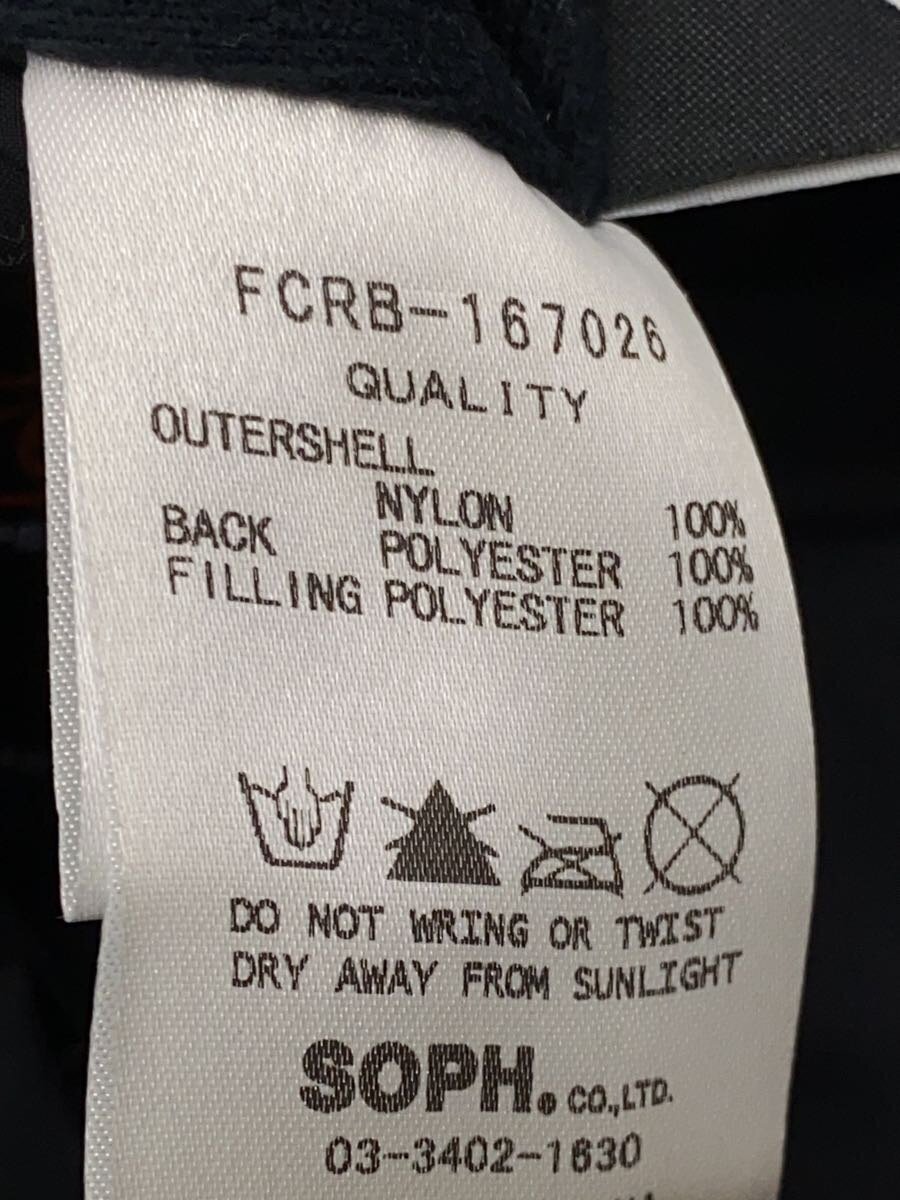 FCRB-167026
QUALITY
OUTERSHELL
NYLON 100%
BACK POLYESTER 100%
FILLING POLYESTER 100%
DO NOT WRING OR TWIST
DRY AWAY FROM SUNLIGHT
SOPH. CO.,LTD.
03-3402-1630